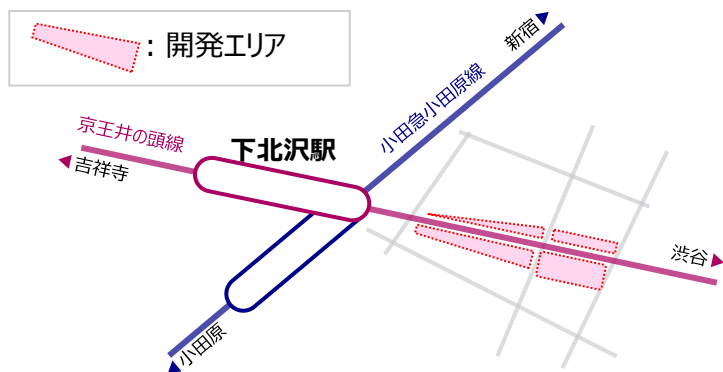 : 開発エリア
新宿
小田急小田原線
京王井の頭線
下北沢駅
吉祥寺
渋谷
小田原